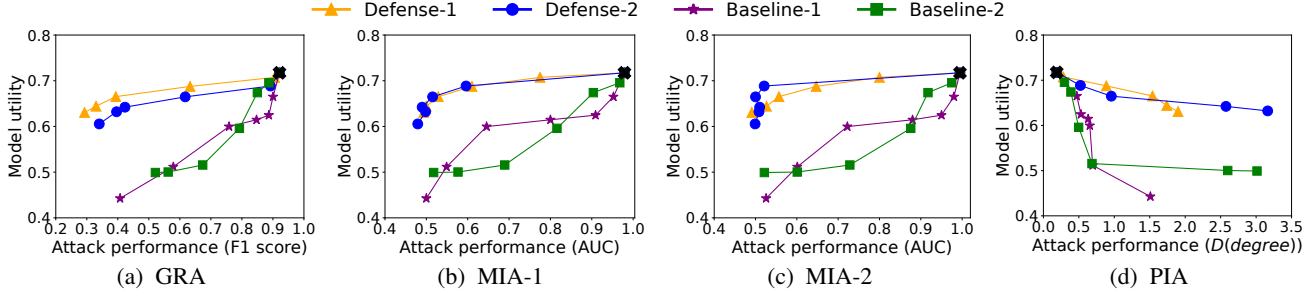 Defense-1 Defense-2 Baseline-1 Baseline-2
0.8 0.7 0.6 0.5 0.4
Model utility
0.2 0.3 0.4 0.5 0.6 0.7 0.8 0.9 1.0
Attack performance (F1 score)
(a) GRA
0.8 0.7 0.6 0.5 0.4
Model utility
0.4 0.5 0.6 0.7 0.8 0.9 1.0
Attack performance (AUC)
(b) MIA-1
0.8 0.7 0.6 0.5 0.4
Model utility
0.4 0.5 0.6 0.7 0.8 0.9 1.0
Attack performance (AUC)
(c) MIA-2
0.8 0.7 0.6 0.5 0.4
Model utility
0.0 0.5 1.0 1.5 2.0 2.5 3.0 3.5
Attack performance (D(degree))
(d) PIA